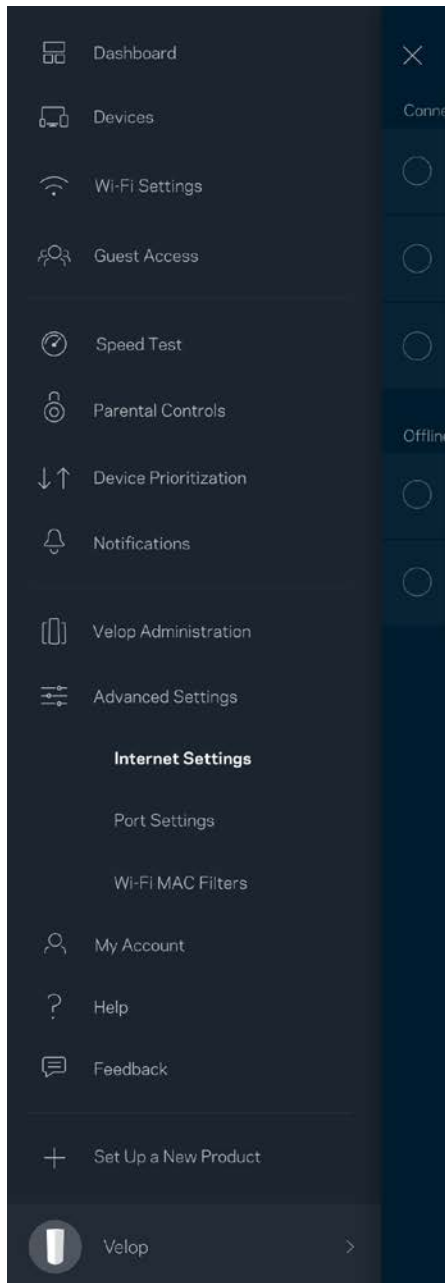 Dashboard
Devices
Wi-Fi Settings
Guest Access
Speed Test
Parental Controls
Device Prioritization
Notifications
Velop Administration
Advanced Settings
Internet Settings
Port Settings
Wi-Fi MAC Filters
My Account
Help
Feedback
Set Up a New Product
Velop